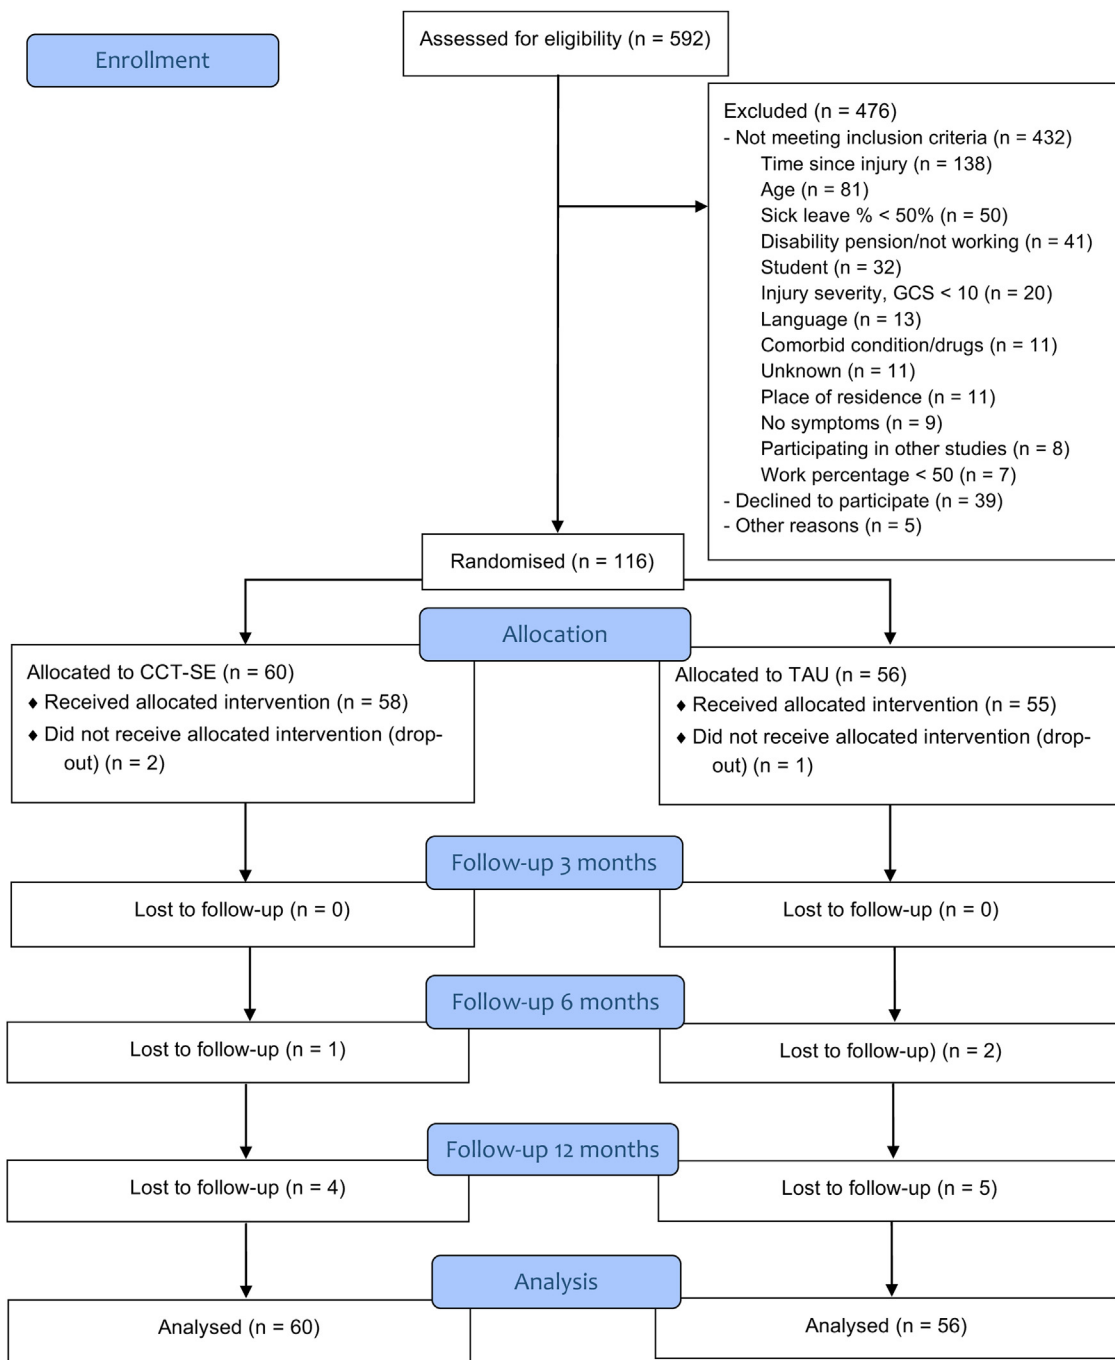 Enrollment
Assessed for eligibility (n = 592)
Excluded (n = 476)
- Not meeting inclusion criteria (n = 432)
Time since injury (n = 138)
Age (n = 81)
Sick leave % < 50% (n = 50)
Disability pension/not working (n = 41)
Student (n = 32)
Injury severity, GCS < 10 (n = 20)
Language (n = 13)
Comorbid condition/drugs (n = 11)
Unknown (n = 11)
Place of residence (n = 11)
No symptoms (n = 9)
Participating in other studies (n = 8)
Work percentage < 50 (n = 7)
- Declined to participate (n = 39)
- Other reasons (n = 5)
Randomised (n = 116)
Allocation
Allocated to CCT-SE (n = 60)
♦ Received allocated intervention (n = 58)
♦ Did not receive allocated intervention (drop-
out) (n = 2)
Allocated to TAU (n = 56)
♦ Received allocated intervention (n = 55)
♦ Did not receive allocated intervention (drop-
out) (n = 1)
Follow-up 3 months
Lost to follow-up (n = 0)
Lost to follow-up (n = 0)
Follow-up 6 months
Lost to follow-up (n = 1)
Lost to follow-up) (n = 2)
Follow-up 12 months
Lost to follow-up (n = 4)
Lost to follow-up (n = 5)
Analysis
Analysed (n = 60)
Analysed (n = 56)